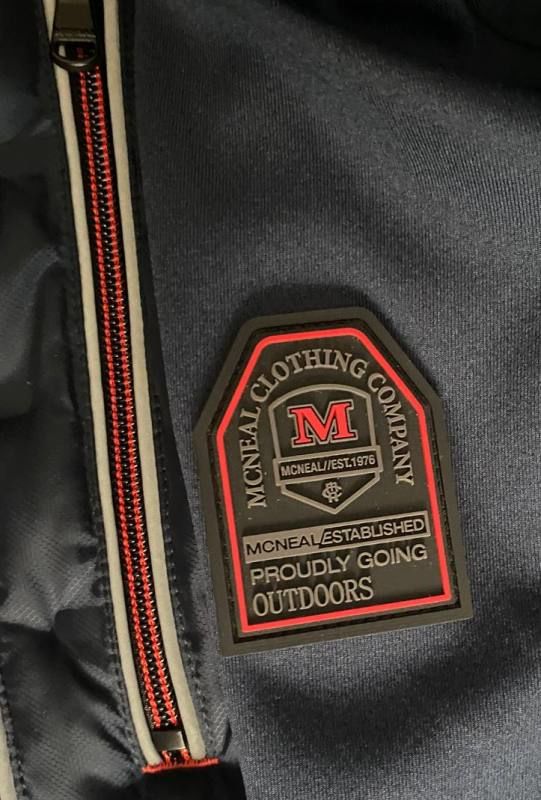 MCNEAL CLOTHING COMPANY
M
MCNEAL//EST.1976
MCNEAL/ESTABLISHED
PROUDLY GOING
OUTDOORS